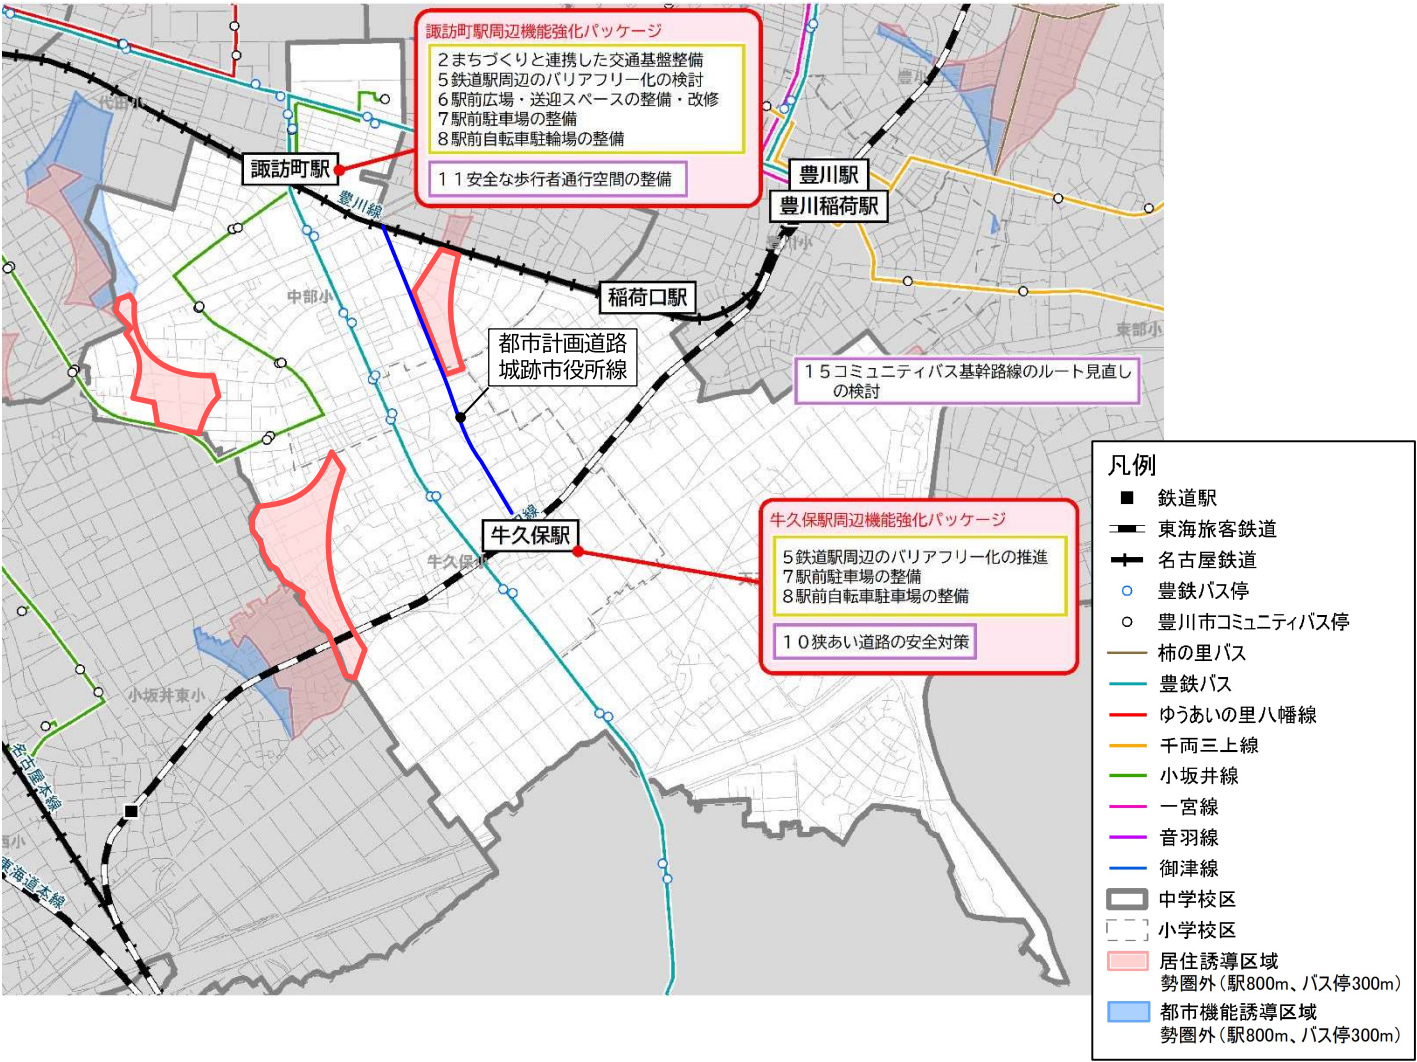 諏訪町駅周辺機能強化パッケージ
2まちづくりと連携した交通基盤整備
5鉄道駅周辺のバリアフリー化の検討
6駅前広場・送迎スペースの整備・改修
7駅前駐車場の整備
8駅前自転車駐輪場の整備
11安全な歩行者通行空間の整備
代田小
豊小
諏訪町駅
豊川線
豊川駅
豊川稲荷駅
豊川小
中部小
稲荷口駅
東部小
都市計画道路
城跡市役所線
15コミュニティバス基幹路線のルート見直し
の検討
牛久保駅
牛久保小
牛久保駅周辺機能強化パッケージ
5鉄道駅周辺のバリアフリー化の推進
7駅前駐車場の整備
8駅前自転車駐車場の整備
10狭あい道路の安全対策
小坂井東小
名古屋本線
西小
東海道本線
凡例
鉄道駅
東海旅客鉄道
名古屋鉄道
豊鉄バス停
豊川市コミュニティバス停
柿の里バス
豊鉄バス
ゆうあいの里八幡線
千両三上線
小坂井線
一宮線
音羽線
御津線
中学校区
小学校区
居住誘導区域
勢圏外(駅800m、バス停300m)
都市機能誘導区域
勢圏外(駅800m、バス停300m)